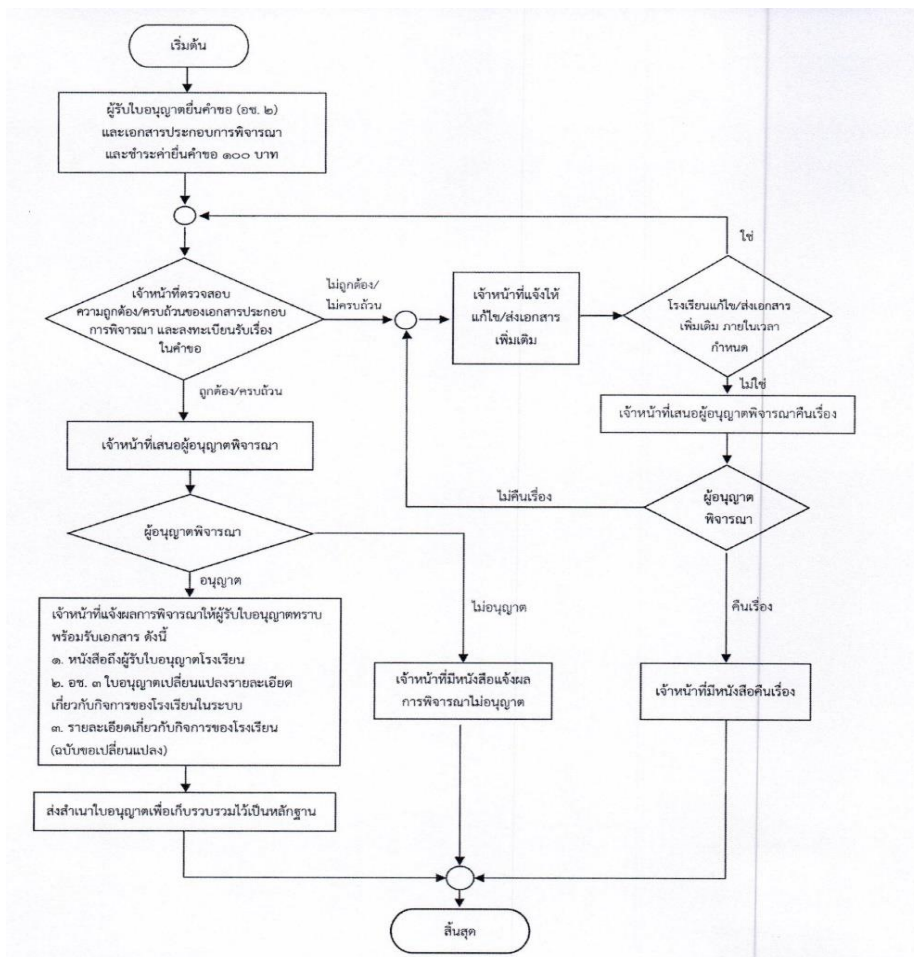 เริ่มต้น
ผู้รับใบอนุญาตยื่นคำขอ (อช. ๒)
และเอกสารประกอบการพิจารณา
และชำระค่ายื่นคำขอ ๑๐๐ บาท
ใช่
เจ้าหน้าที่ตรวจสอบ
ความถูกต้อง/ครบถ้วนของเอกสารประกอบ
การพิจารณา และลงทะเบียนรับเรื่อง
ในคำขอ
ไม่ถูกต้อง/
ไม่ครบถ้วน
เจ้าหน้าที่แจ้งให้
แก้ไข/ส่งเอกสาร
เพิ่มเติม
โรงเรียนแก้ไข/ส่งเอกสาร
เพิ่มเติม ภายในเวลา
กำหนด
ถูกต้อง/ครบถ้วน
ไม่ใช่
เจ้าหน้าที่เสนอผู้อนุญาตพิจารณาคืนเรื่อง
เจ้าหน้าที่เสนอผู้อนุญาตพิจารณา
ไม่คืนเรื่อง
ผู้อนุญาต
พิจารณา
ผู้อนุญาตพิจารณา
อนุญาต
ไม่อนุญาต
คืนเรื่อง
เจ้าหน้าที่แจ้งผลการพิจารณาให้ผู้รับใบอนุญาตทราบ
พร้อมรับเอกสาร ดังนี้
๑. หนังสือถึงผู้รับใบอนุญาตโรงเรียน
๒. อช. ๓ ใบอนุญาตเปลี่ยนแปลงรายละเอียด
เกี่ยวกับกิจการของโรงเรียนในระบบ
๓. รายละเอียดเกี่ยวกับกิจการของโรงเรียน
(ฉบับขอเปลี่ยนแปลง)
เจ้าหน้าที่มีหนังสือแจ้งผล
การพิจารณาไม่อนุญาต
เจ้าหน้าที่มีหนังสือคืนเรื่อง
ส่งสำเนาใบอนุญาตเพื่อเก็บรวบรวมไว้เป็นหลักฐาน
สิ้นสุด